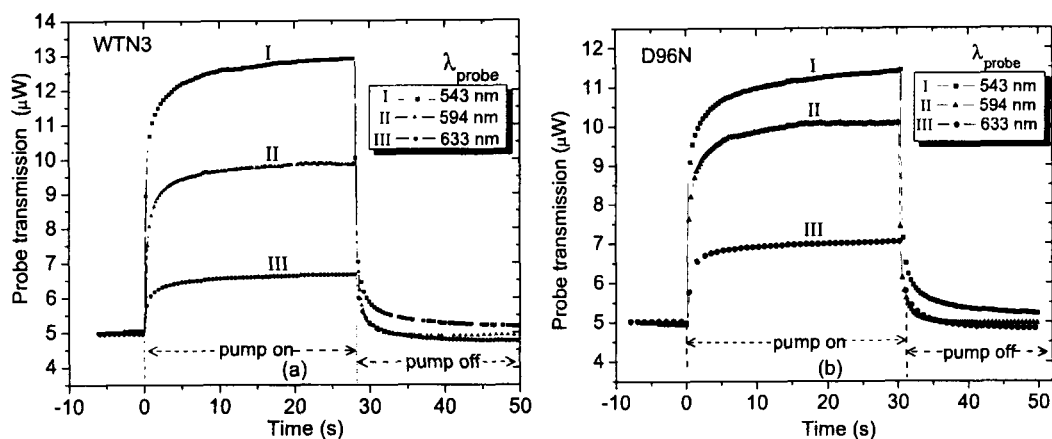 14
13
12
11
10
9
8
7
6
5
4
Probe transmission (μW)
WTN3
I
II
III
λprobe
I 543 nm
II 594 nm
III 633 nm
pump on
pump off
(a)
-10 0 10 20 30 40 50
Time (s)
12
11
10
9
8
7
6
5
4
Probe transmission (μW)
D96N
I
II
III
λprobe
I 543 nm
II 594 nm
III 633 nm
pump on
pump off
(b)
-10 0 10 20 30 40 50
Time (s)